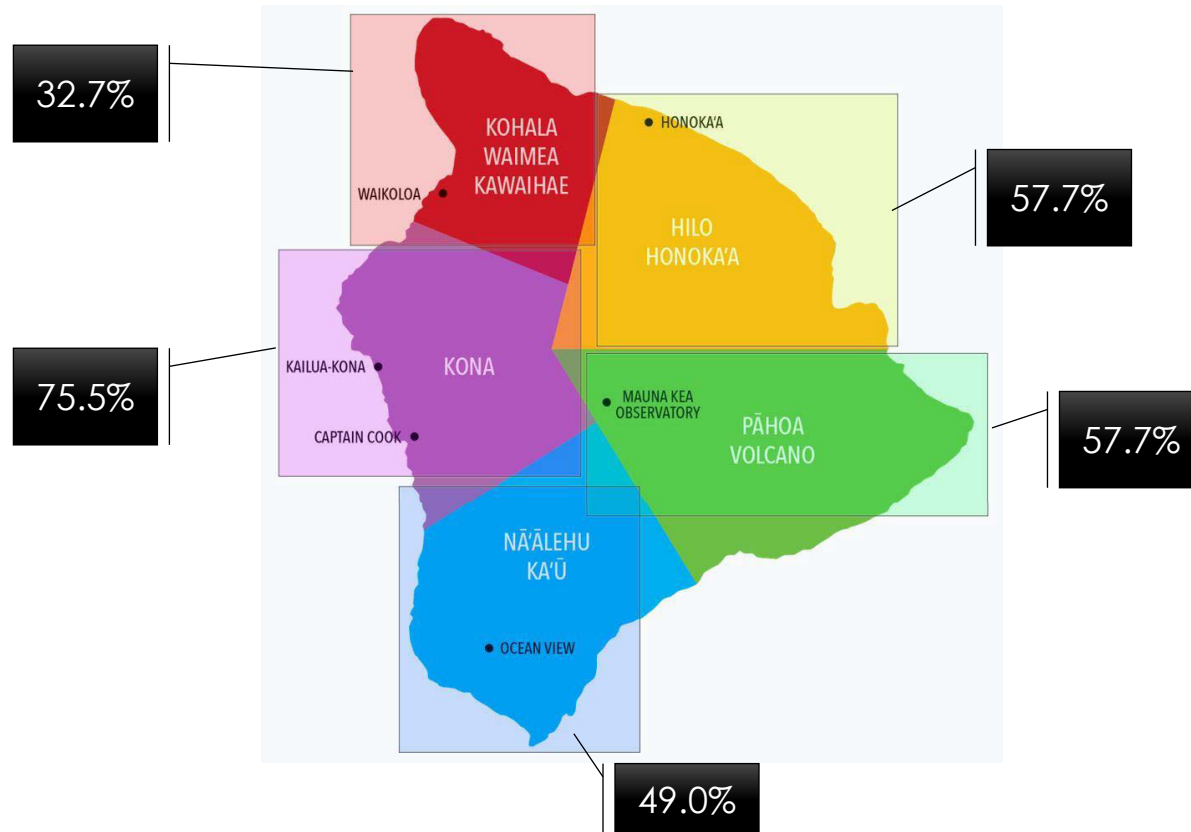 32.7%
KOHALA
WAIMEA
KAWAIHAE
WAIKOLOA
HONOKA'A
57.7%
HILO
HONOKA'A
75.5%
KAILUA-KONA
KONA
CAPTAIN COOK
MAUNA KEA
OBSERVATORY
PĀHOA
VOLCANO
57.7%
NĀ'ĀLEHU
KA'Ū
OCEAN VIEW
49.0%